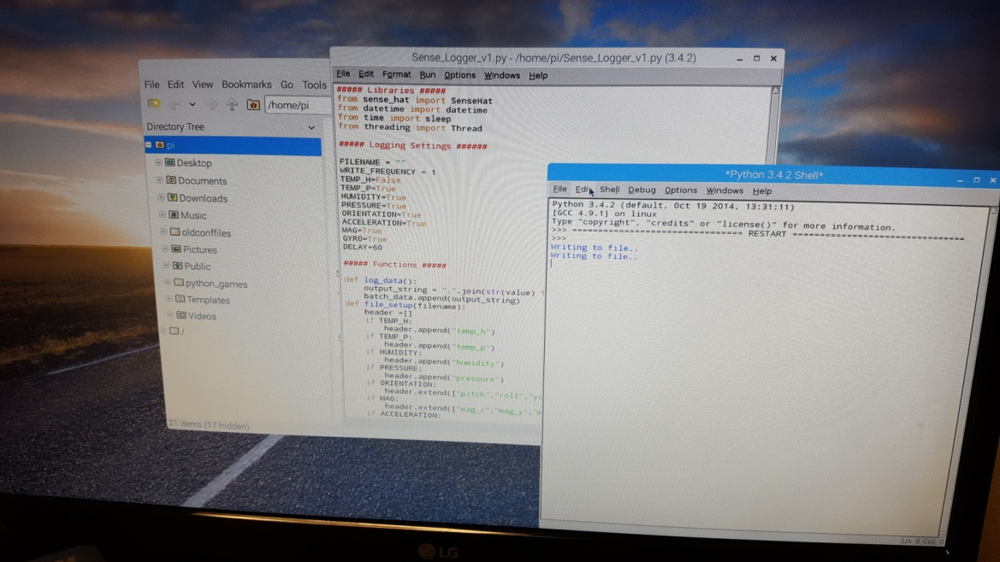 File Edit View Bookmarks Go Tools
/home/pi
Directory Tree
pi
Desktop
Documents
Downloads
Music
oldconffiles
Pictures
Public
python_games
Templates
Videos
/
21 items (17 hidden)
Sense_Logger_v1.py - /home/pi/Sense_Logger_v1.py (3.4.2)
File Edit Format Run Options Windows Help
##### Libraries #####
from sense_hat import SenseHat
from datetime import datetime
from time import sleep
from threading import Thread
##### Logging Settings ######
FILENAME = ""
WRITE_FREQUENCY = 1
TEMP_H=False
TEMP_P=True
HUMIDITY=True
PRESSURE=True
ORIENTATION=True
ACCELERATION=True
MAG=True
GYRO=True
DELAY=60
##### Functions #####
def log_data():
output_string = ",".join(str(value) f
batch_data.append(output_string)
def file_setup(filename):
header =[]
if TEMP_H:
header.append("temp_h")
if TEMP_P:
header.append("temp_p")
if HUMIDITY:
header.append("humidity")
if PRESSURE:
header.append("pressure")
if ORIENTATION:
header.extend(["pitch","roll","ya
if MAG:
header.extend(["mag_x","mag_y","m
if ACCELERATION:
*Python 3.4.2 Shell*
File Edit Shell Debug Options Windows Help
Python 3.4.2 (default, Oct 19 2014, 13:31:11)
[GCC 4.9.1] on linux
Type "copyright", "credits" or "license()" for more information.
>>> ================================ RESTART ================================
>>>
Writing to file..
Writing to file..
Ln: 6 Col: 0
LG